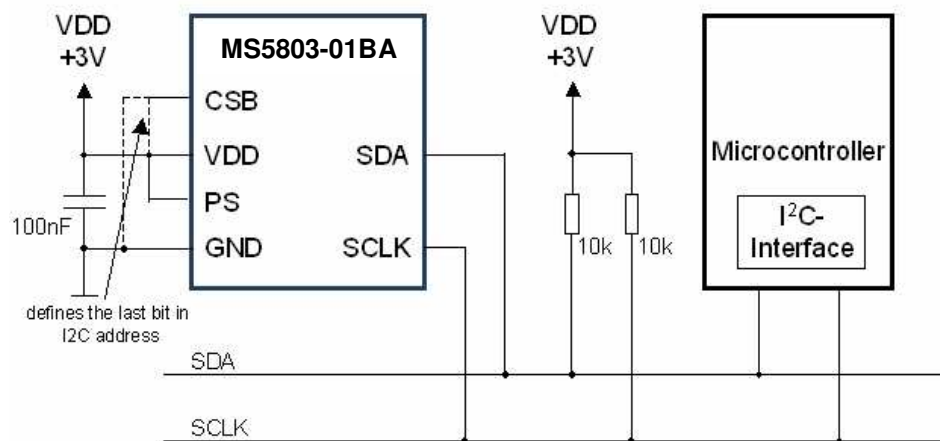 VDD
+3V
MS5803-01BA
CSB
VDD
PS
GND
SDA
SCLK
100nF
defines the last bit in
I2C address
VDD
+3V
10k
10k
Microcontroller
I²C-
Interface
SDA
SCLK